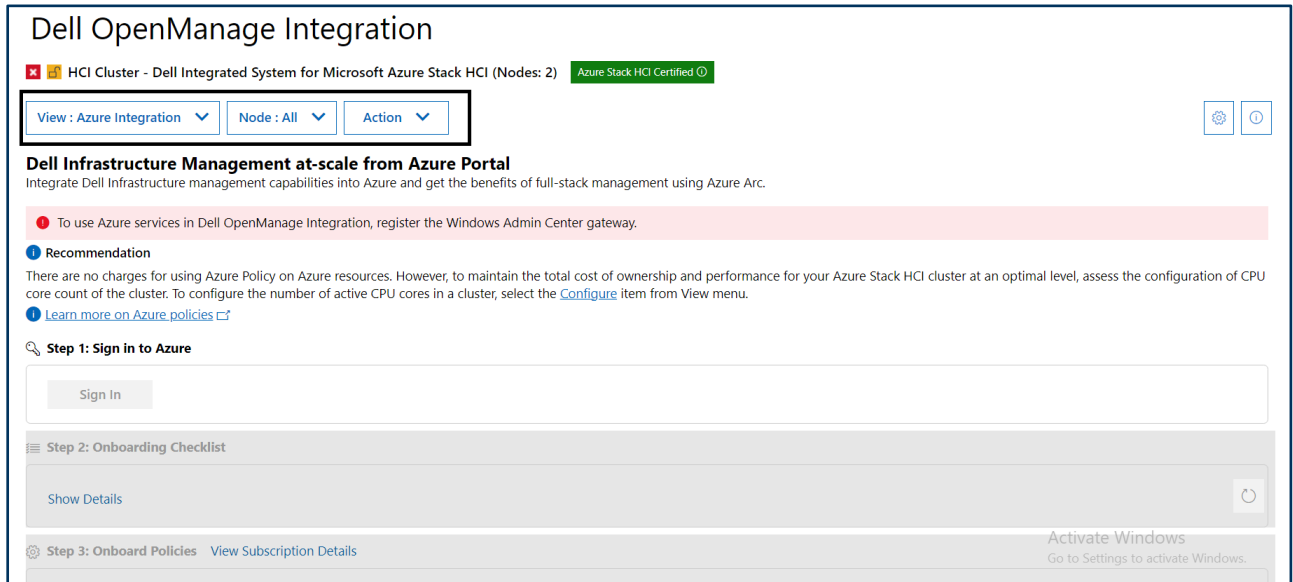 Dell OpenManage Integration
HCI Cluster - Dell Integrated System for Microsoft Azure Stack HCI (Nodes: 2) Azure Stack HCI Certified
View : Azure Integration Node : All Action
Dell Infrastructure Management at-scale from Azure Portal
Integrate Dell Infrastructure management capabilities into Azure and get the benefits of full-stack management using Azure Arc.
To use Azure services in Dell OpenManage Integration, register the Windows Admin Center gateway.
Recommendation
There are no charges for using Azure Policy on Azure resources. However, to maintain the total cost of ownership and performance for your Azure Stack HCI cluster at an optimal level, assess the configuration of CPU
core count of the cluster. To configure the number of active CPU cores in a cluster, select the Configure item from View menu.
Learn more on Azure policies
Step 1: Sign in to Azure
Sign In
Step 2: Onboarding Checklist
Show Details
Step 3: Onboard Policies View Subscription Details
Activate Windows
Go to Settings to activate Windows.